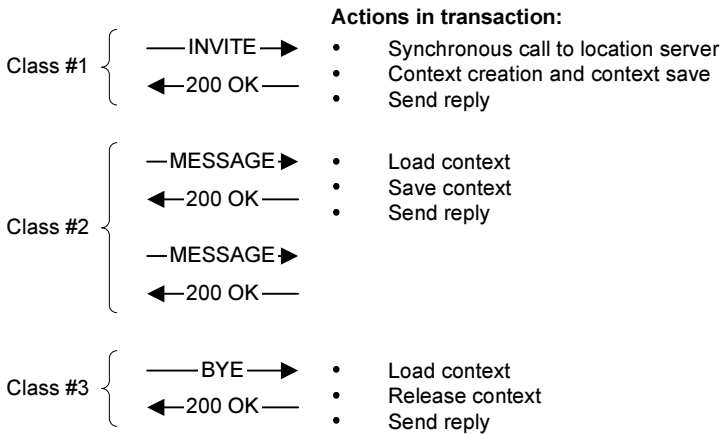 Actions in transaction:
Class #1
INVITE
200 OK
• Synchronous call to location server
• Context creation and context save
• Send reply
Class #2
MESSAGE
200 OK
MESSAGE
200 OK
• Load context
• Save context
• Send reply
Class #3
BYE
200 OK
• Load context
• Release context
• Send reply